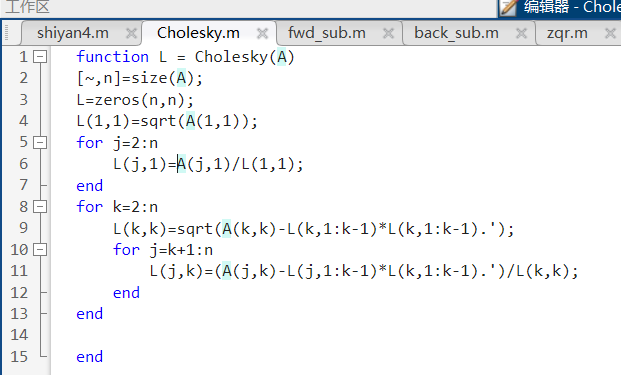 工作区
编辑器 - Chole
shiyan4.m Cholesky.m fwd_sub.m back_sub.m zqr.m
1 function L = Cholesky(A)
2 [~,n]=size(A);
3 L=zeros(n,n);
4 L(1,1)=sqrt(A(1,1));
5 for j=2:n
6 L(j,1)=A(j,1)/L(1,1);
7 end
8 for k=2:n
9 L(k,k)=sqrt(A(k,k)-L(k,1:k-1)*L(k,1:k-1).');
10 for j=k+1:n
11 L(j,k)=(A(j,k)-L(j,1:k-1)*L(k,1:k-1).')/L(k,k);
12 end
13 end
14
15 end